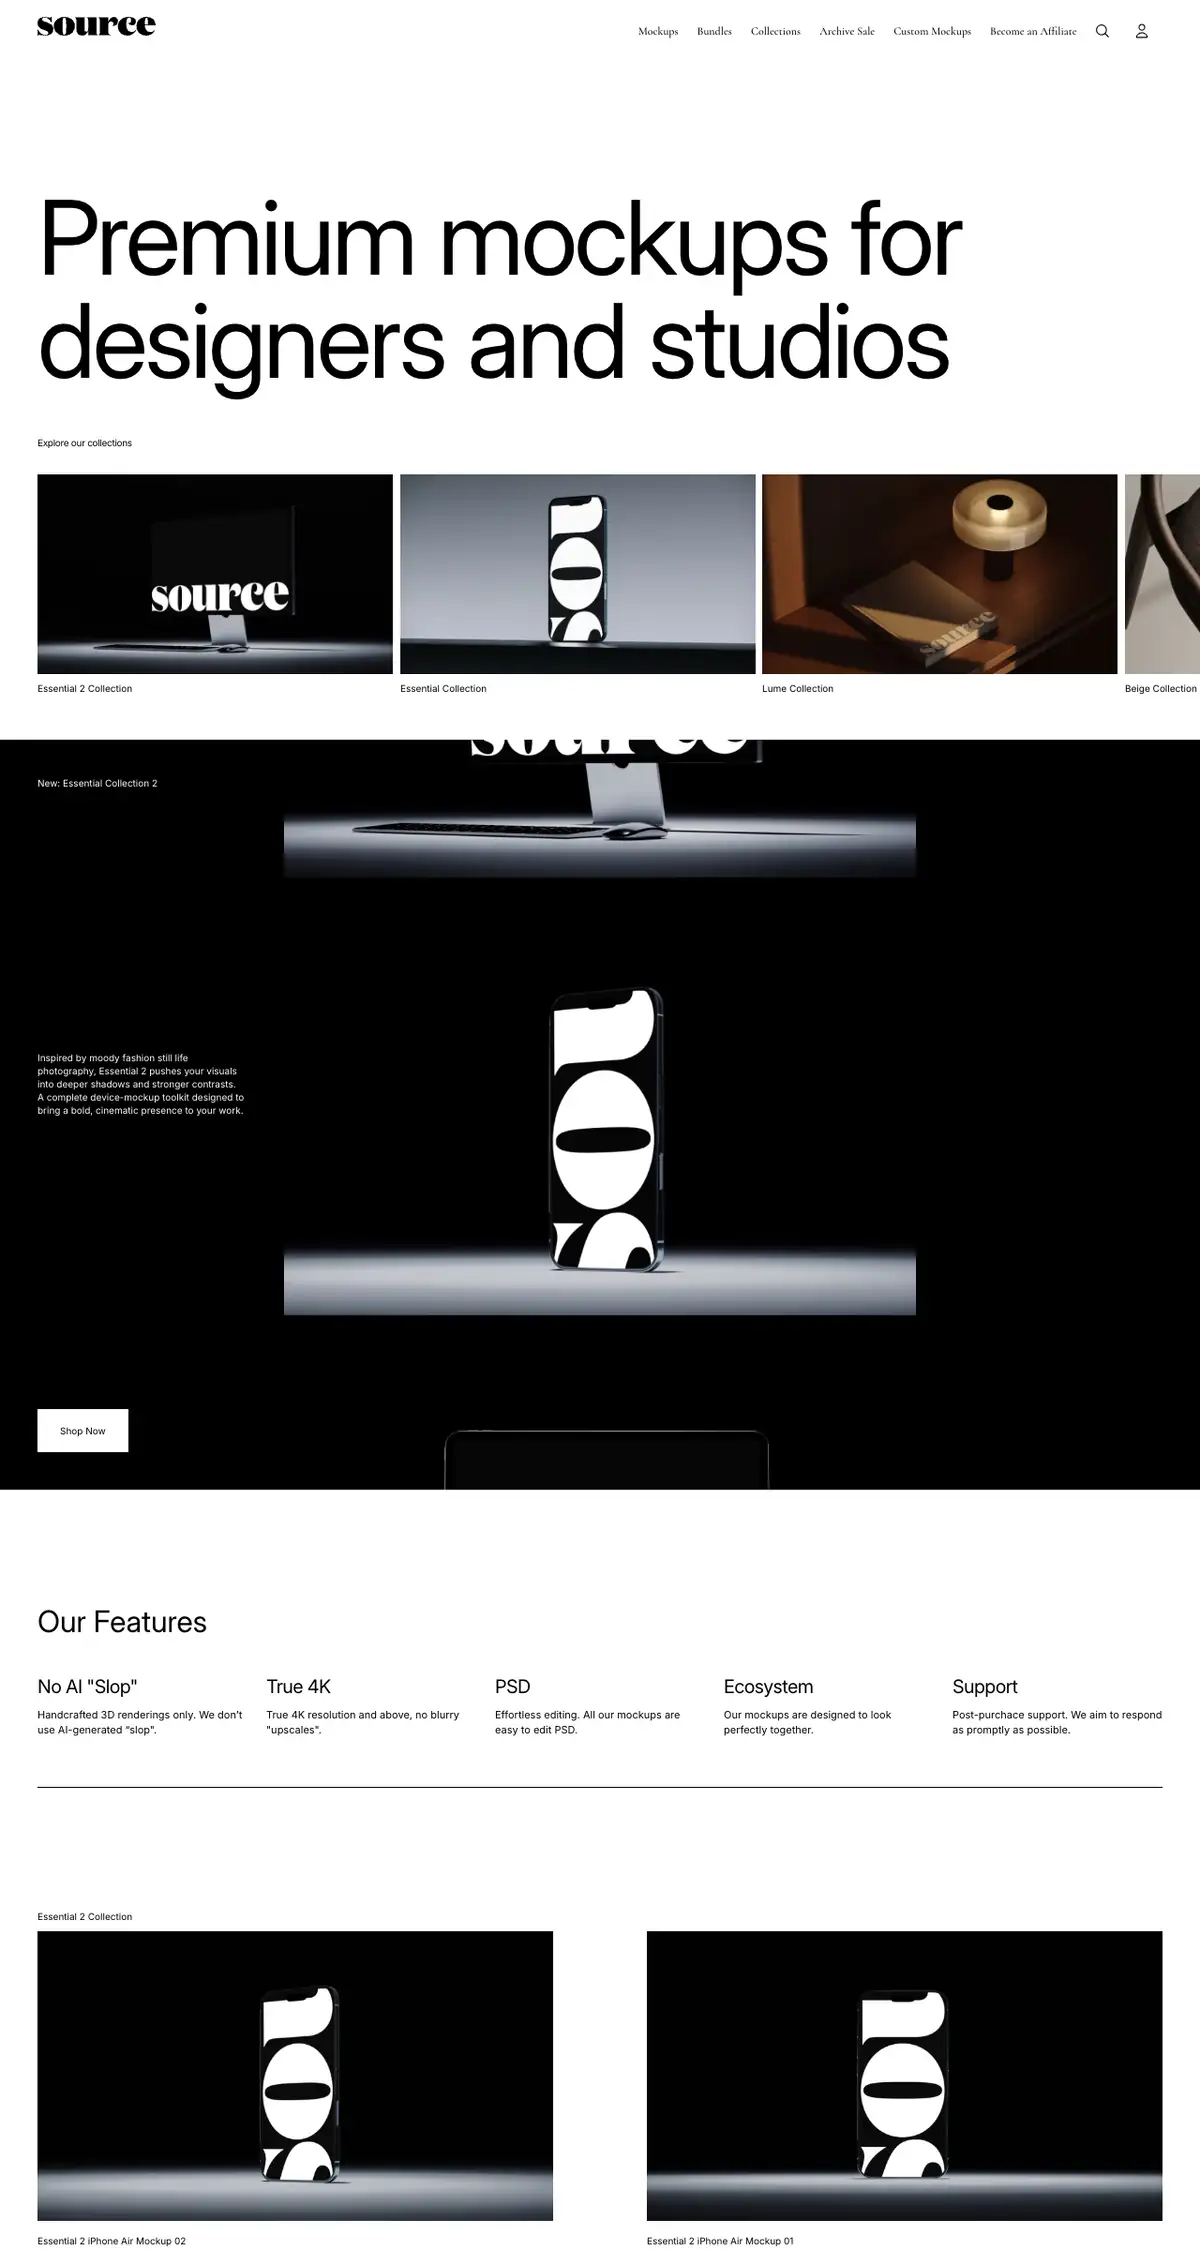 source
Mockups Bundles Collections Archive Sale Custom Mockups Become an Affiliate
Premium mockups for
designers and studios
Explore our collections
source
source
Essential 2 Collection
Essential Collection
Lume Collection
Beige Collection
source
New: Essential Collection 2
Inspired by moody fashion still life
photography, Essential 2 pushes your visuals
into deeper shadows and stronger contrasts.
A complete device-mockup toolkit designed to
bring a bold, cinematic presence to your work.
Shop Now
Our Features
No AI "Slop"
Handcrafted 3D renderings only. We don't
use AI-generated "slop".
True 4K
True 4K resolution and above, no blurry
"upscales".
PSD
Effortless editing. All our mockups are
easy to edit PSD.
Ecosystem
Our mockups are designed to look
perfectly together.
Support
Post-purchace support. We aim to respond
as promptly as possible.
Essential 2 Collection
Essential 2 iPhone Air Mockup 02
Essential 2 iPhone Air Mockup 01